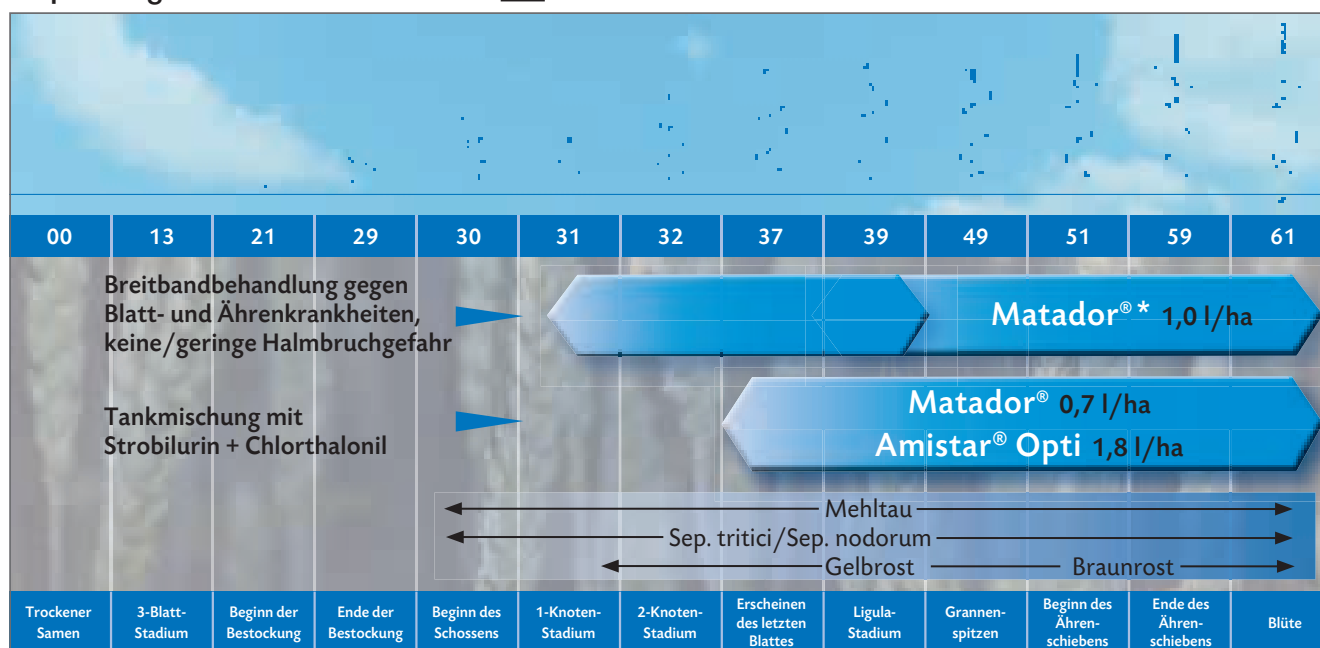 00 13 21 29 30 31 32 37 39 49 51 59 61
Breitbandbehandlung gegen
Blatt- und Ährenkrankheiten,
keine/geringe Halmbruchgefahr
Matador®* 1,0 l/ha
Tankmischung mit
Strobilurin + Chlorthalonil
Matador® 0,7 l/ha
Amistar® Opti 1,8 l/ha
Mehltau
Sep. tritici/Sep. nodorum
Gelbrost Braunrost
Trockener
Samen
3-Blatt-
Stadium
Beginn der
Bestockung
Ende der
Bestockung
Beginn des
Schossens
1-Knoten-
Stadium
2-Knoten-
Stadium
Erscheinen
des letzten
Blattes
Ligula-
Stadium
Grannen-
spitzen
Beginn des
Ähren-
schiebens
Ende des
Ähren-
schiebens
Blüte